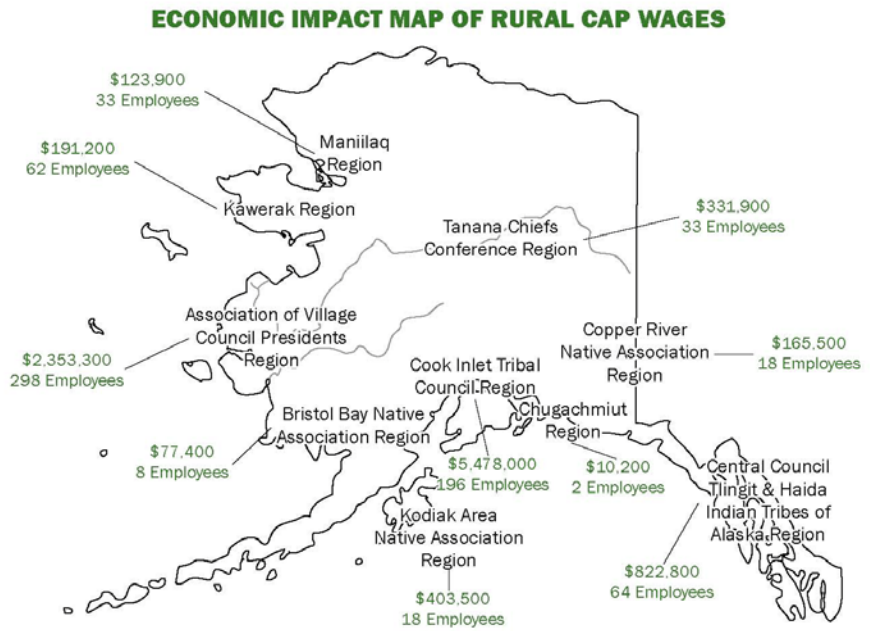 ECONOMIC IMPACT MAP OF RURAL CAP WAGES
$123,900
33 Employees
Maniilaq
Region
$191,200
62 Employees
Kawerak Region
$331,900
33 Employees
Tanana Chiefs
Conference Region
Association of Village
Council Presidents
Region
$2,353,300
298 Employees
Copper River
Native Association
Region
$165,500
18 Employees
Cook Inlet Tribal
Council Region
$5,478,000
196 Employees
Chugachmiut
Region
$10,200
2 Employees
Bristol Bay Native
Association Region
$77,400
8 Employees
Central Council
Tlingit & Haida
Indian Tribes of
Alaska Region
$822,800
64 Employees
Kodiak Area
Native Association
Region
$403,500
18 Employees